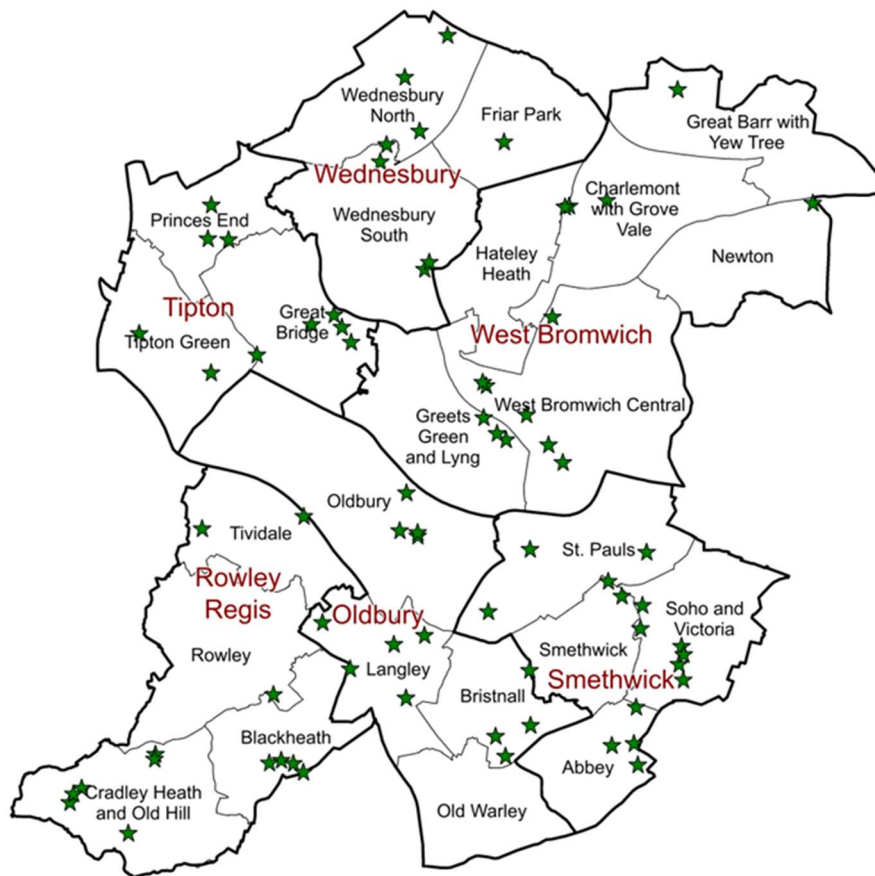 Wednesbury
North
Friar Park
Great Barr with
Yew Tree
Wednesbury
Charlemont
with Grove
Vale
Princes End
Wednesbury
South
Hateley
Heath
Newton
Tipton
Great
Bridge
Tipton Green
West Bromwich
West Bromwich Central
Greets
Green
and Lyng
Oldbury
Tividale
St. Pauls
Rowley
Regis
Oldbury
Soho and
Victoria
Rowley
Langley
Smethwick
Smethwick
Bristnall
Blackheath
Abbey
Cradley Heath
and Old Hill
Old Warley